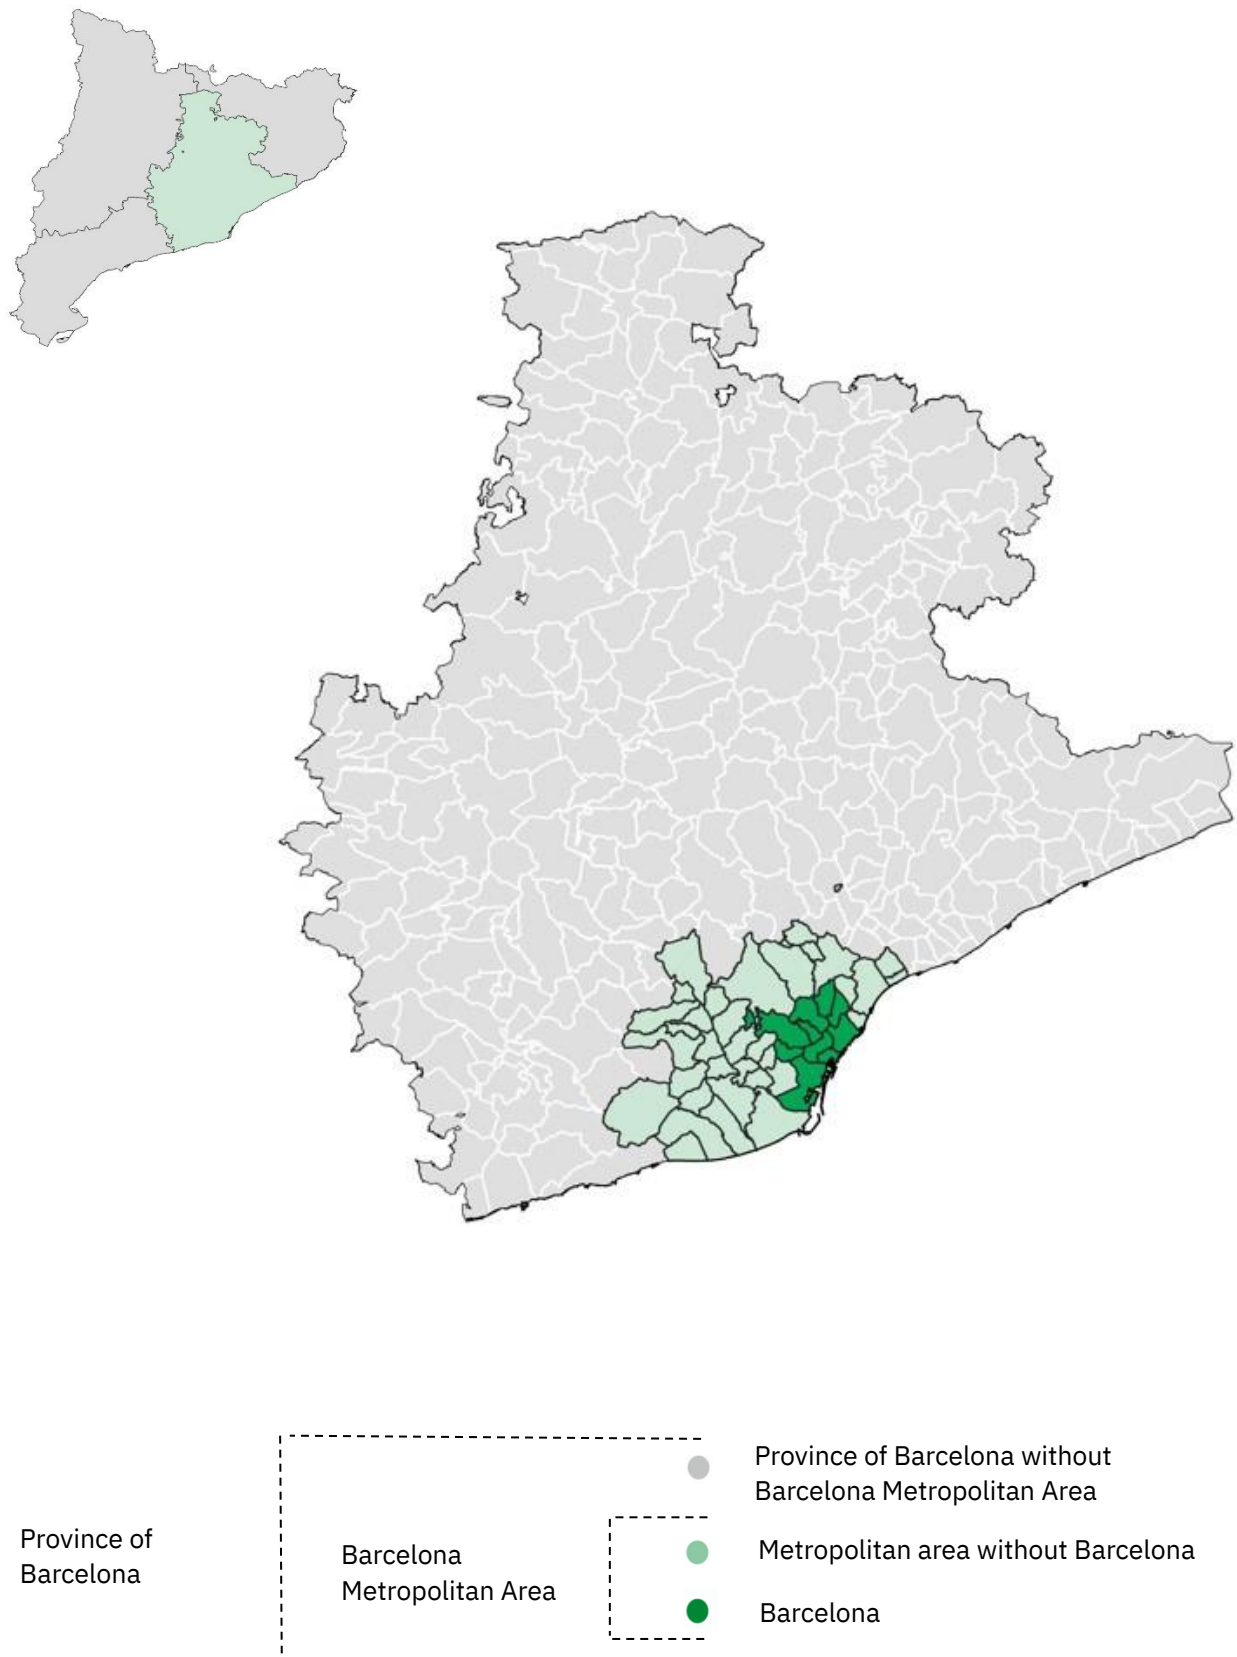 Province of Barcelona without
Barcelona Metropolitan Area
Province of
Barcelona
Barcelona
Metropolitan Area
Metropolitan area without Barcelona
Barcelona